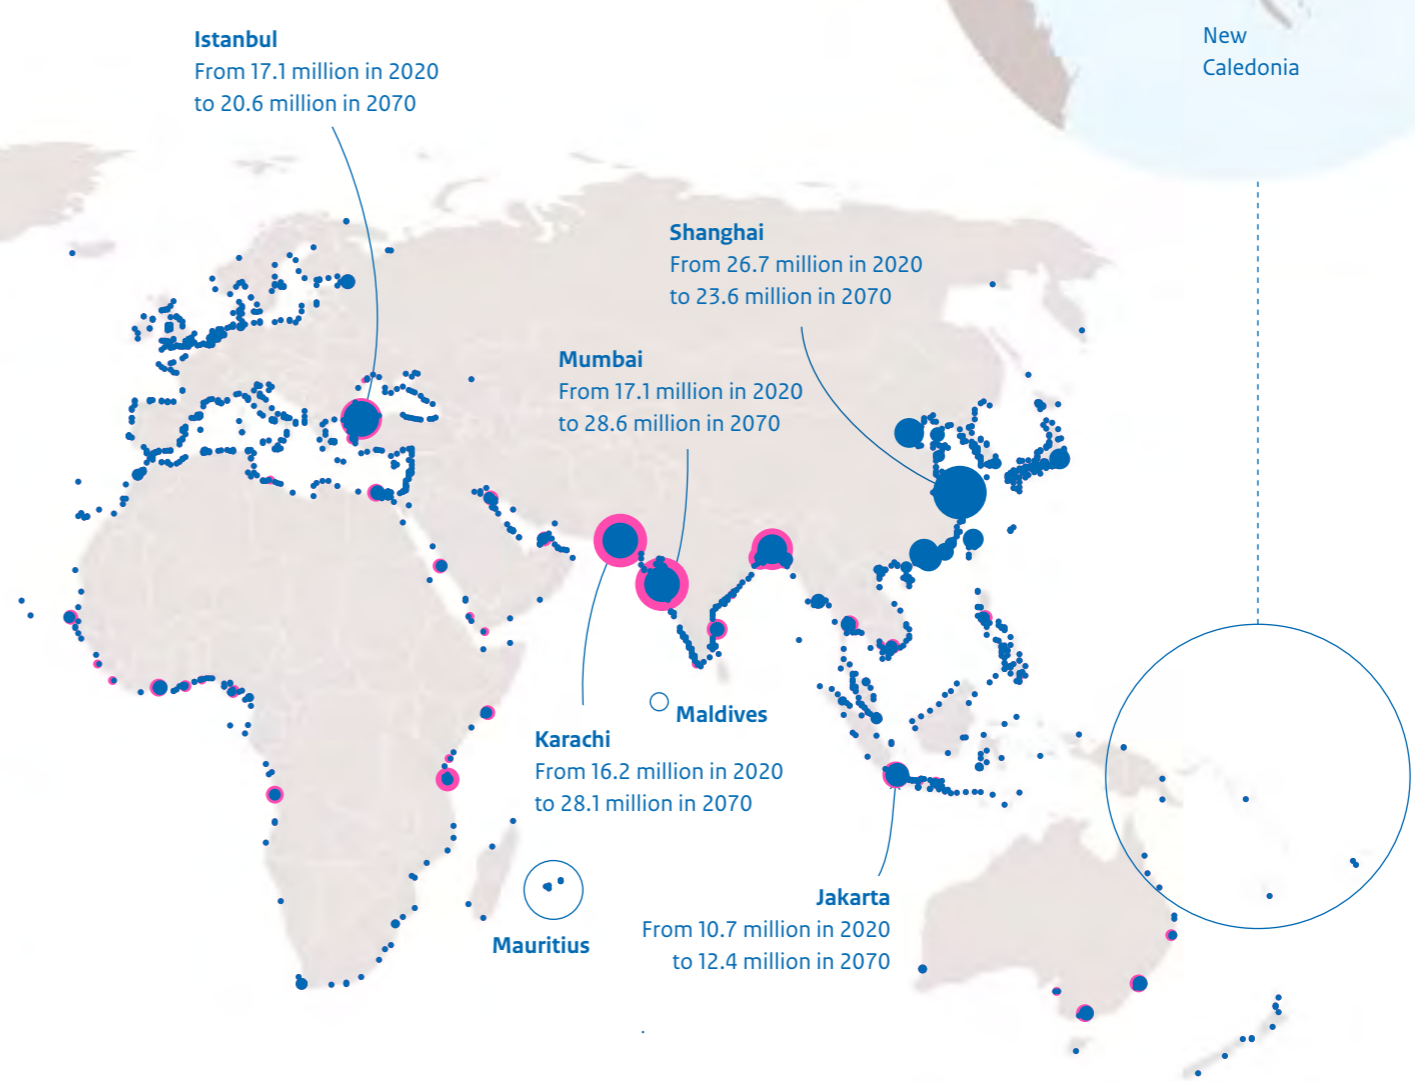 Istanbul
From 17.1 million in 2020
to 20.6 million in 2070
New
Caledonia
Shanghai
From 26.7 million in 2020
to 23.6 million in 2070
Mumbai
From 17.1 million in 2020
to 28.6 million in 2070
Maldives
Karachi
From 16.2 million in 2020
to 28.1 million in 2070
Jakarta
From 10.7 million in 2020
to 12.4 million in 2070
Mauritius